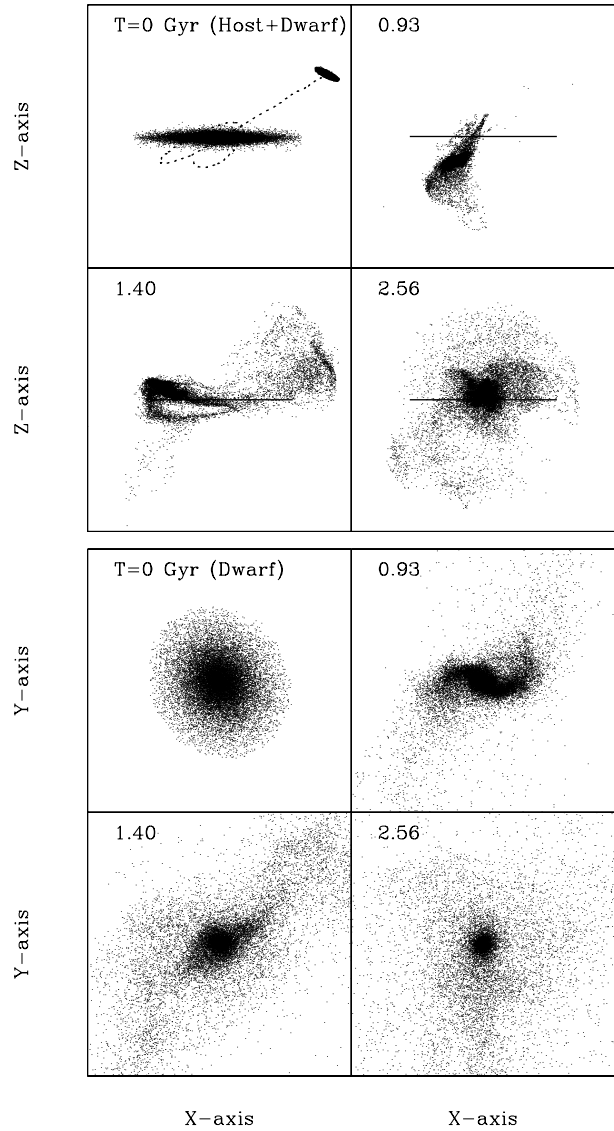 T=0 Gyr (Host+Dwarf)
0.93
Z-axis
1.40
2.56
Z-axis
T=0 Gyr (Dwarf)
0.93
Y-axis
1.40
2.56
Y-axis
X-axis
X-axis